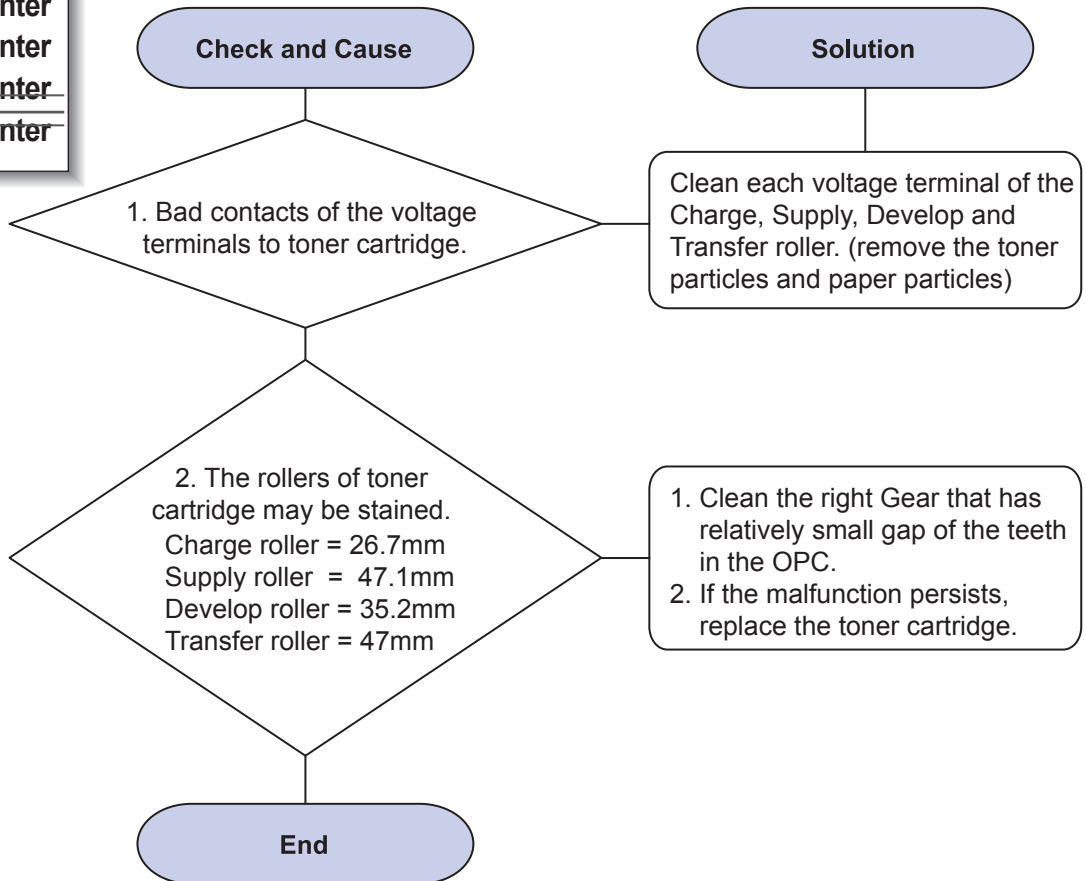 nter
nter
nter
nter
Check and Cause
Solution
1. Bad contacts of the voltage
terminals to toner cartridge.
Clean each voltage terminal of the
Charge, Supply, Develop and
Transfer roller. (remove the toner
particles and paper particles)
2. The rollers of toner
cartridge may be stained.
Charge roller = 26.7mm
Supply roller  =  47.1mm
Develop roller = 35.2mm
Transfer roller = 47mm
1. Clean the right Gear that has
relatively small gap of the teeth
in the OPC.
2. If the malfunction persists,
replace the toner cartridge.
End